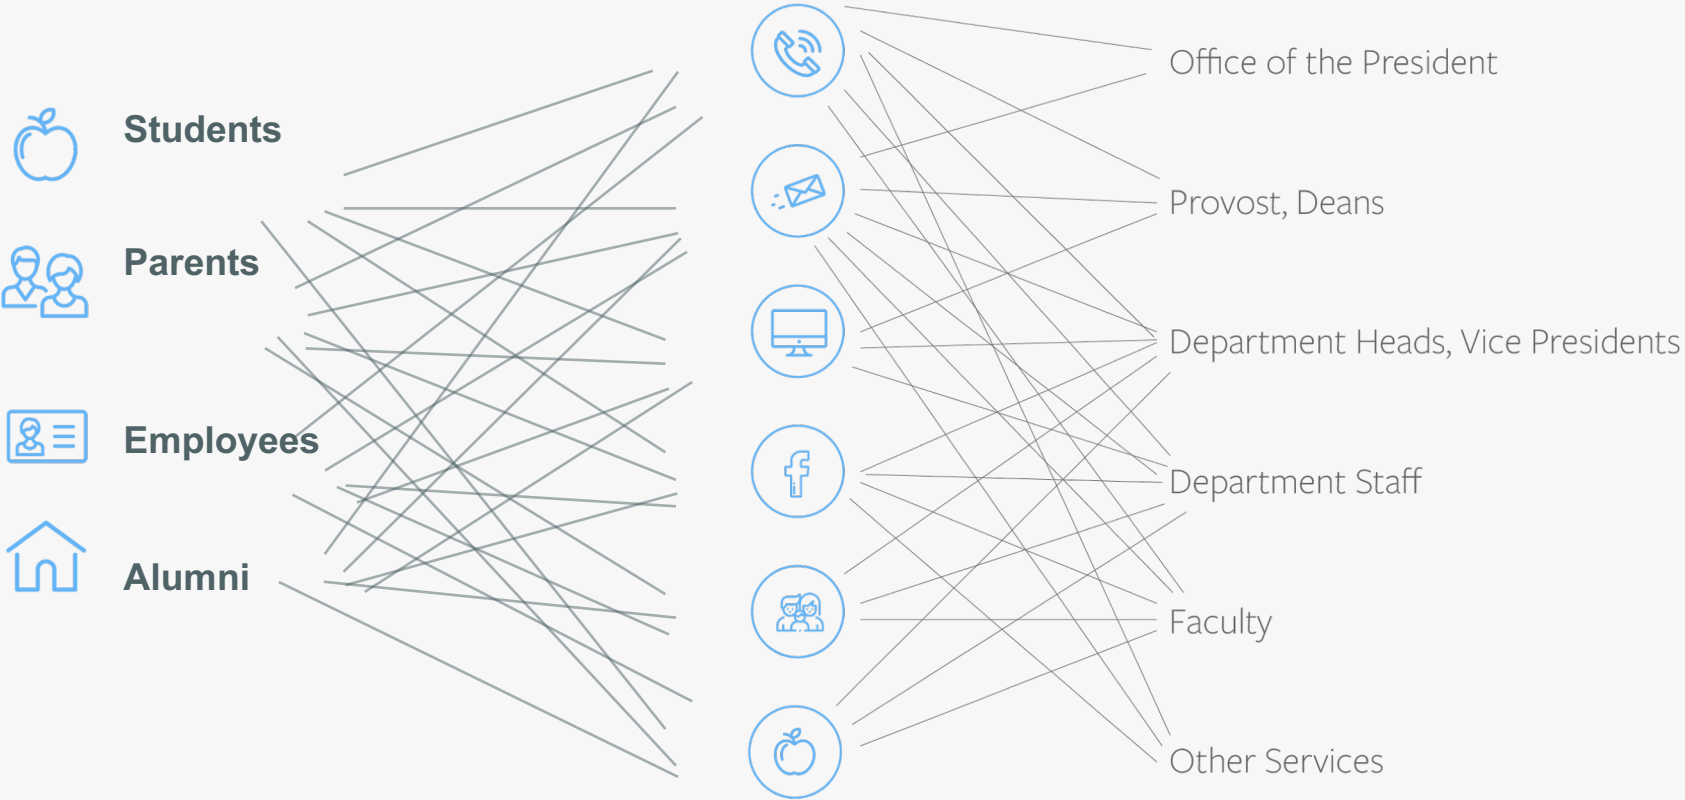 Students
Parents
Employees
Alumni
Office of the President
Provost, Deans
Department Heads, Vice Presidents
Department Staff
Faculty
Other Services